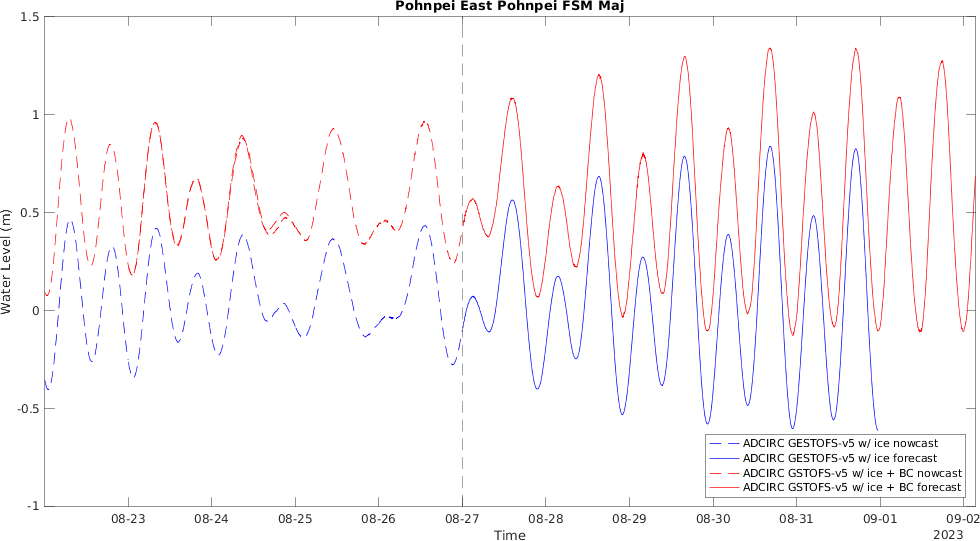 Pohnpei East Pohnpei FSM Maj
1.5
1
0.5
0
-0.5
-1
Water Level (m)
ADCIRC GESTOFS-v5 w/ ice nowcast
ADCIRC GESTOFS-v5 w/ ice forecast
ADCIRC GSTOFS-v5 w/ ice + BC nowcast
ADCIRC GSTOFS-v5 w/ ice + BC forecast
08-23 08-24 08-25 08-26 08-27 08-28 08-29 08-30 08-31 09-01 09-02
Time
2023